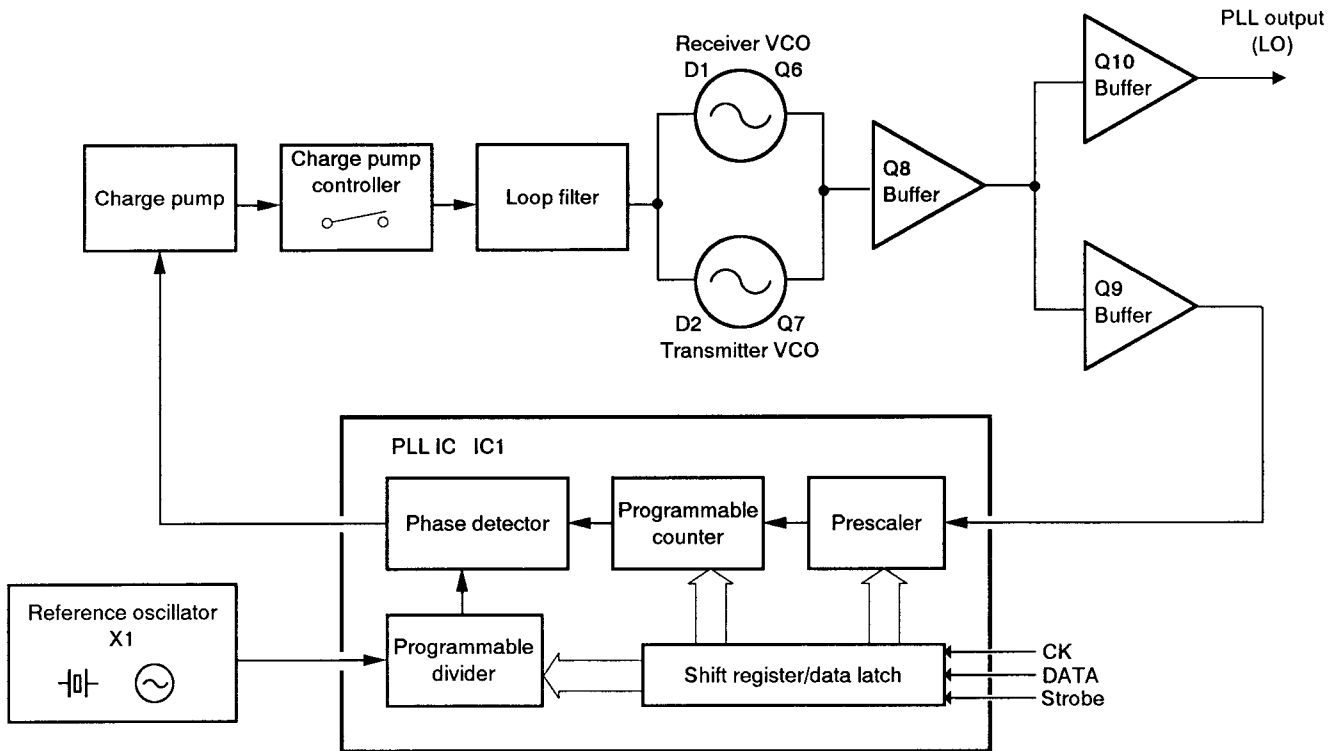 PLL output
(LO)
Receiver VCO
D1 Q6
Q10
Buffer
Charge pump
Charge pump
controller
Loop filter
Q8
Buffer
D2 Q7
Transmitter VCO
Q9
Buffer
PLL IC IC1
Phase detector
Programmable
counter
Prescaler
Reference oscillator
X1
Programmable
divider
Shift register/data latch
CK
DATA
Strobe